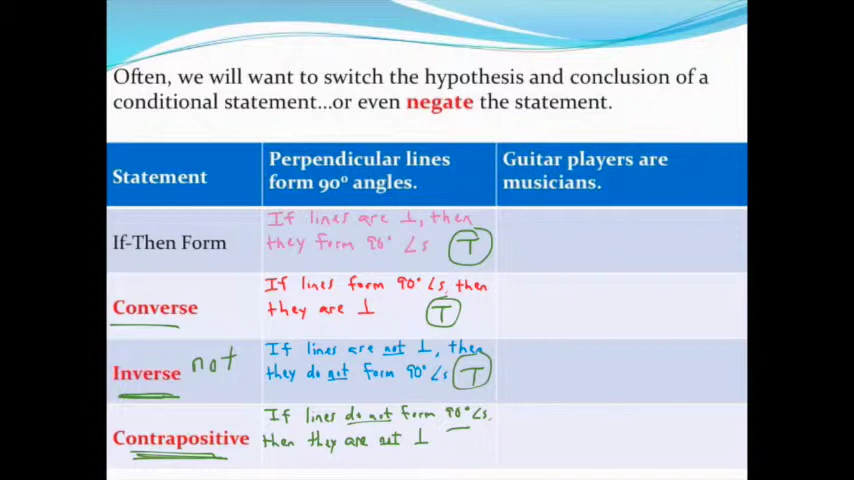 Often, we will want to switch the hypothesis and conclusion of a
conditional statement...or even negate the statement.
Statement
Perpendicular lines
form 90° angles.
Guitar players are
musicians.
If-Then Form
If lines are ⊥, then
they form 90° ∠s T
Converse
If lines form 90° ∠s, then
they are ⊥ T
Inverse not
If lines are not ⊥, then
they do not form 90° ∠s T
Contrapositive
If lines do not form 90° ∠s,
then they are not ⊥